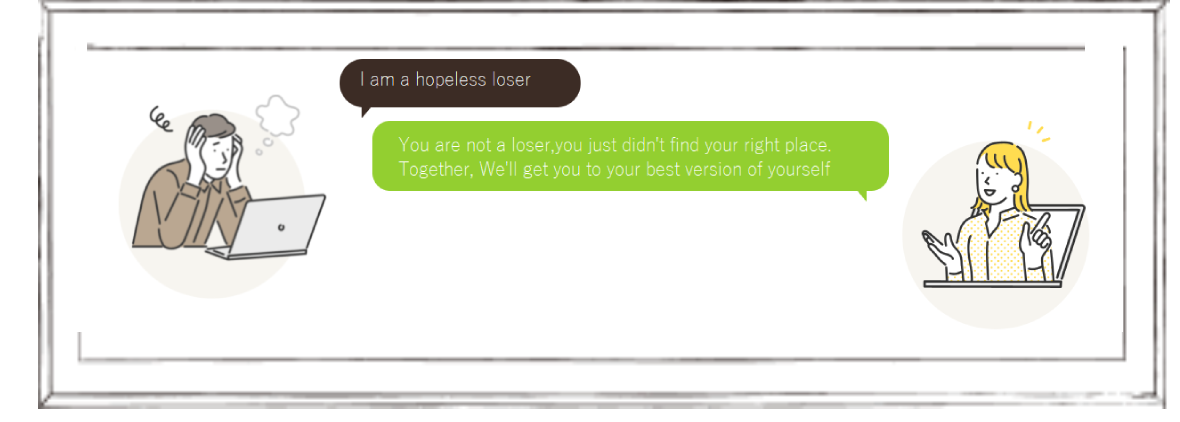 I am a hopeless loser
You are not a loser,you just didn't find your right place.
Together, We'll get you to your best version of yourself